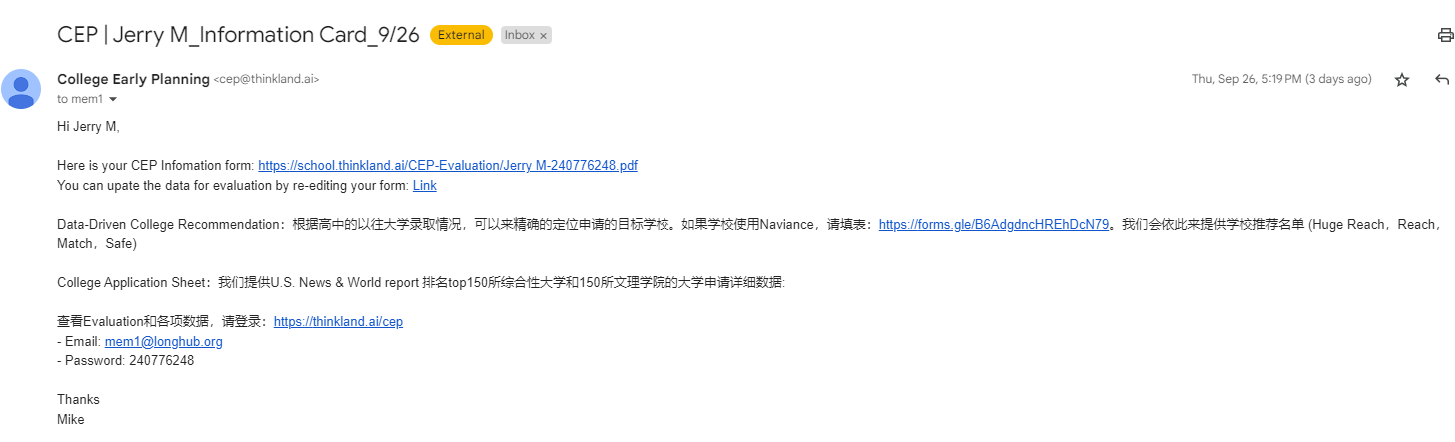 CEP | Jerry M_Information Card_9/26 External Inbox ×
College Early Planning <cep@thinkland.ai> Thu, Sep 26, 5:19 PM (3 days ago)
to mem1
Hi Jerry M,
Here is your CEP Infomation form: https://school.thinkland.ai/CEP-Evaluation/Jerry M-240776248.pdf
You can upate the data for evaluation by re-editing your form: Link
Data-Driven College Recommendation：根据高中的以往大学录取情况，可以来精确的定位申请的目标学校。如果学校使用Naviance，请填表：https://forms.gle/B6AdgdncHREhDcN79。我们会依此来提供学校推荐名单 (Huge Reach，Reach，
Match，Safe)
College Application Sheet：我们提供U.S. News & World report 排名top150所综合性大学和150所文理学院的大学申请详细数据:
查看Evaluation和各项数据，请登录：https://thinkland.ai/cep
- Email: mem1@longhub.org
- Password: 240776248
Thanks
Mike